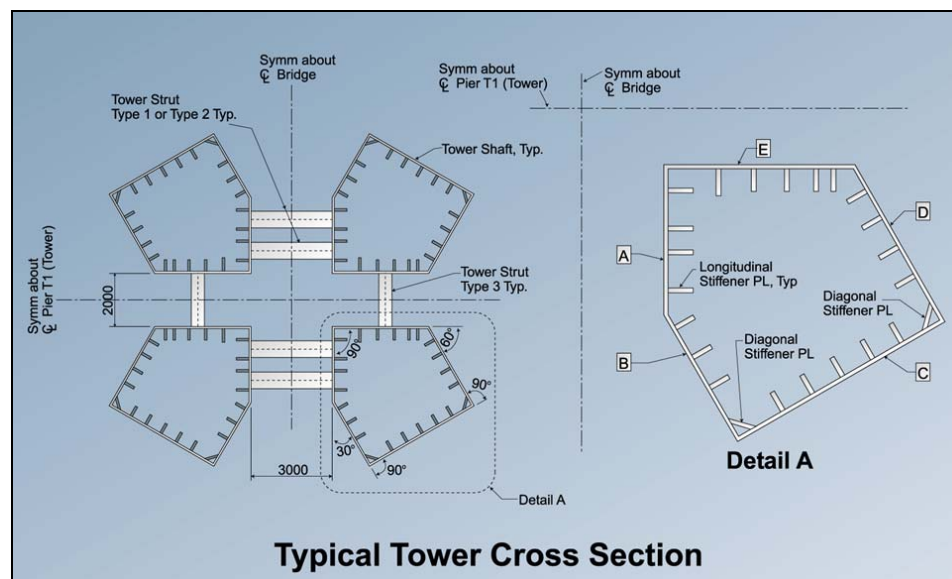 Symm about
℄ Bridge
Tower Strut
Type 1 or Type 2 Typ.
Tower Shaft, Typ.
Symm about
℄ Pier T1 (Tower)
2000
Tower Strut
Type 3 Typ.
90°
60°
90°
30°
90°
3000
Detail A
Symm about
℄ Pier T1 (Tower)
Symm about
℄ Bridge
E
D
A
Longitudinal
Stiffener PL, Typ
Diagonal
Stiffener PL
Diagonal
Stiffener PL
B
C
Detail A
Typical Tower Cross Section